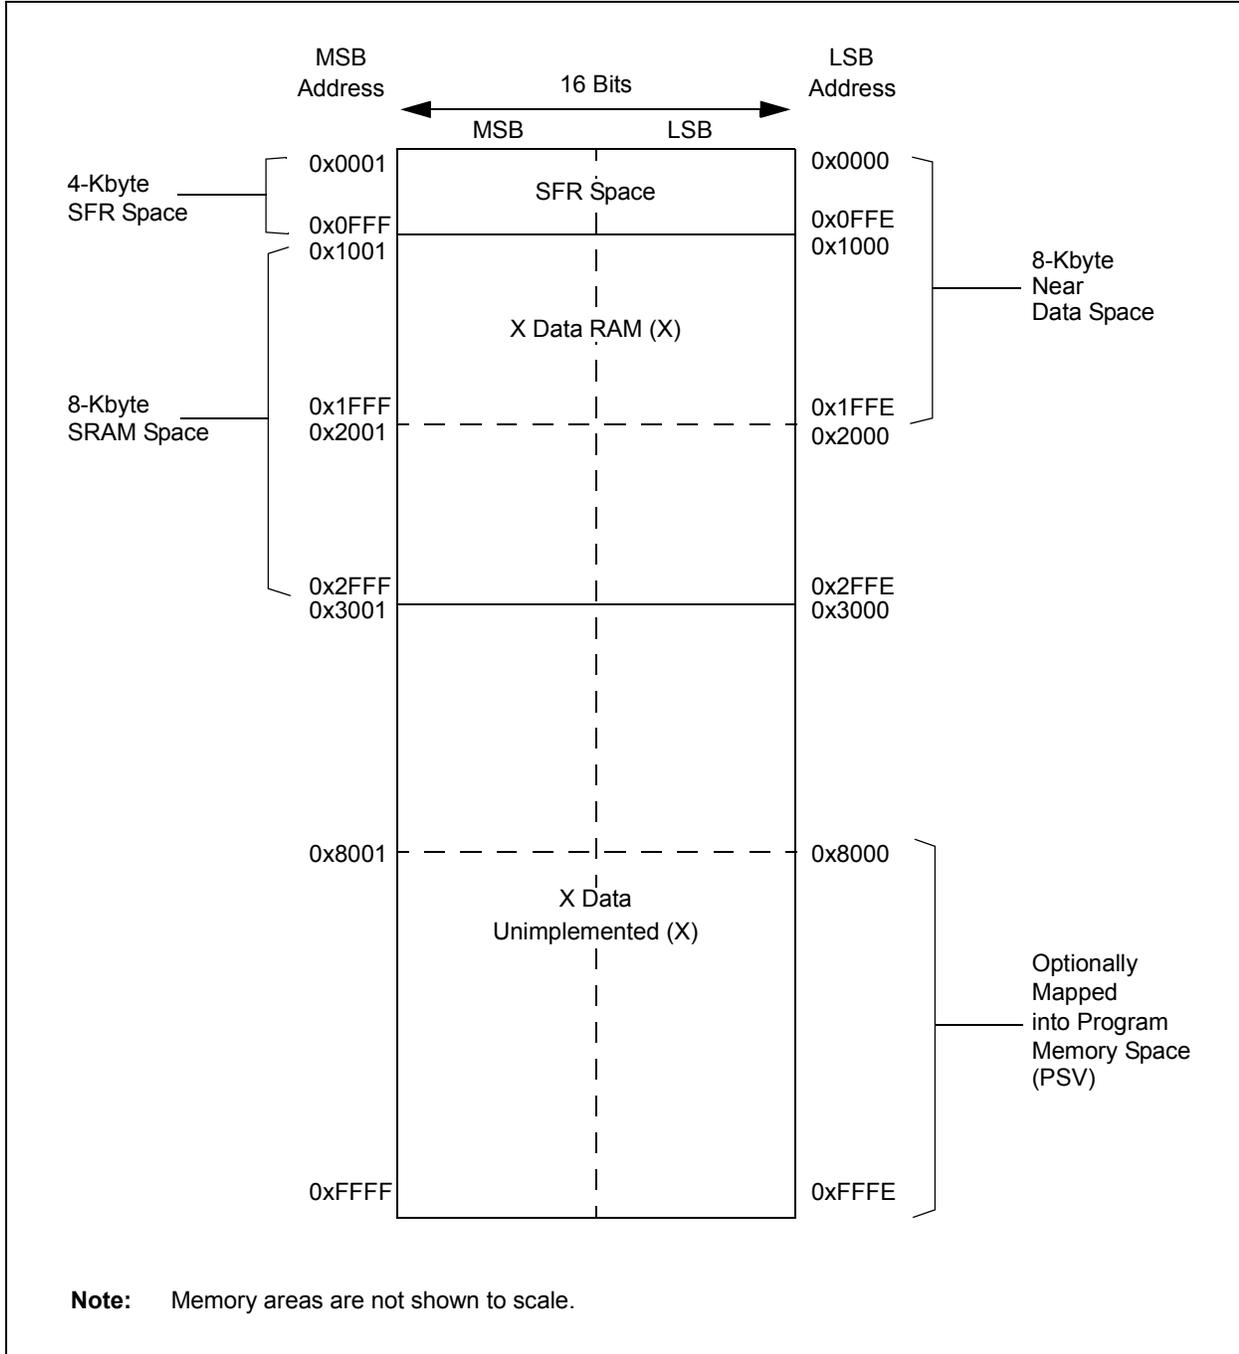 MSB
Address
LSB
Address
16 Bits
MSB
LSB
4-Kbyte
SFR Space
0x0001
SFR Space
0x0000
0x0FFF
0x0FFE
0x1001
0x1000
8-Kbyte
Near
Data Space
X Data RAM (X)
8-Kbyte
SRAM Space
0x1FFF
0x1FFE
0x2001
0x2000
0x2FFF
0x2FFE
0x3001
0x3000
0x8001
0x8000
X Data
Unimplemented (X)
Optionally
Mapped
into Program
Memory Space
(PSV)
0xFFFF
0xFFFE
Note: Memory areas are not shown to scale.